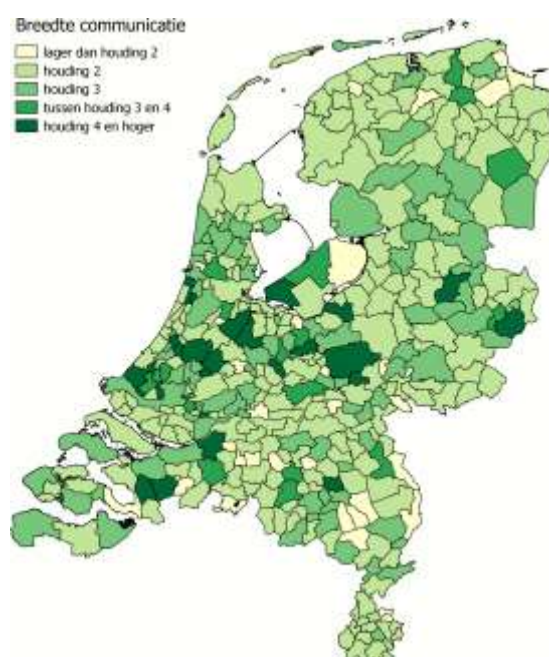 Breedte communicatie
lager dan houding 2
houding 2
houding 3
tussen houding 3 en 4
houding 4 en hoger